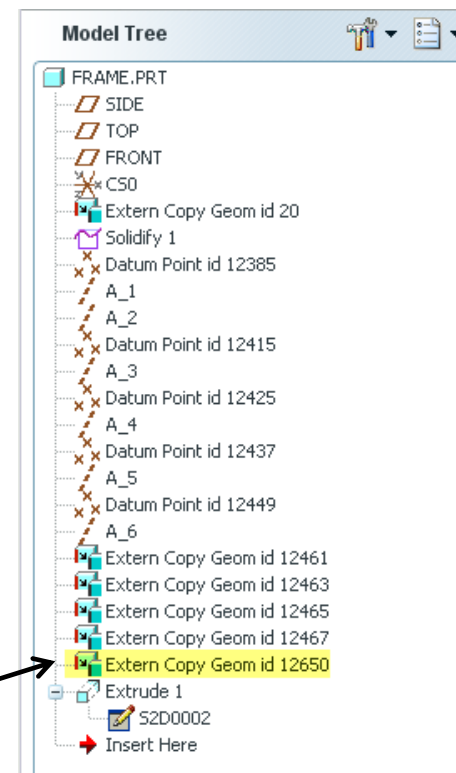 Model Tree
FRAME.PRT
SIDE
TOP
FRONT
CS0
Extern Copy Geom id 20
Solidify 1
Datum Point id 12385
A_1
A_2
Datum Point id 12415
A_3
Datum Point id 12425
A_4
Datum Point id 12437
A_5
Datum Point id 12449
A_6
Extern Copy Geom id 12461
Extern Copy Geom id 12463
Extern Copy Geom id 12465
Extern Copy Geom id 12467
Extern Copy Geom id 12650
Extrude 1
S2D0002
Insert Here